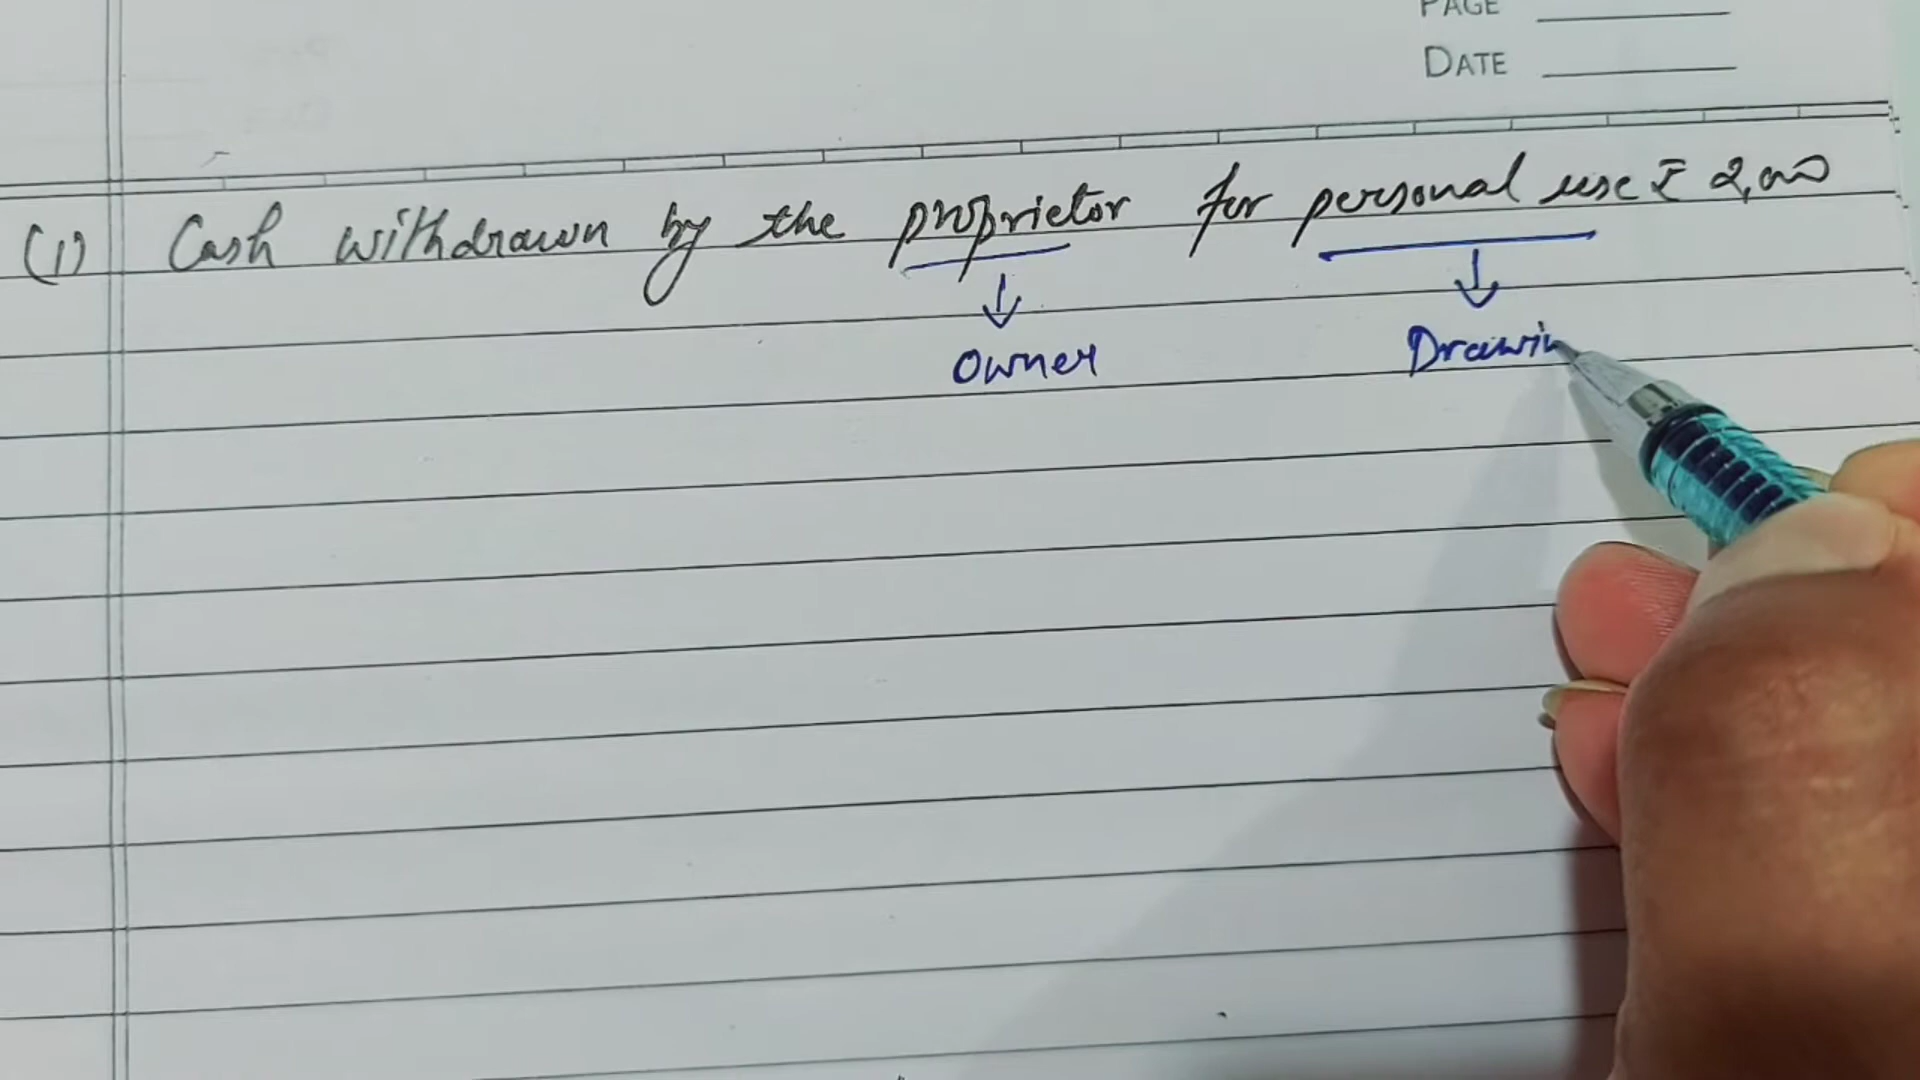 PAGE
DATE
(1) Cash withdrawn by the proprietor for personal use ₹ 2,000
Owner Drawin